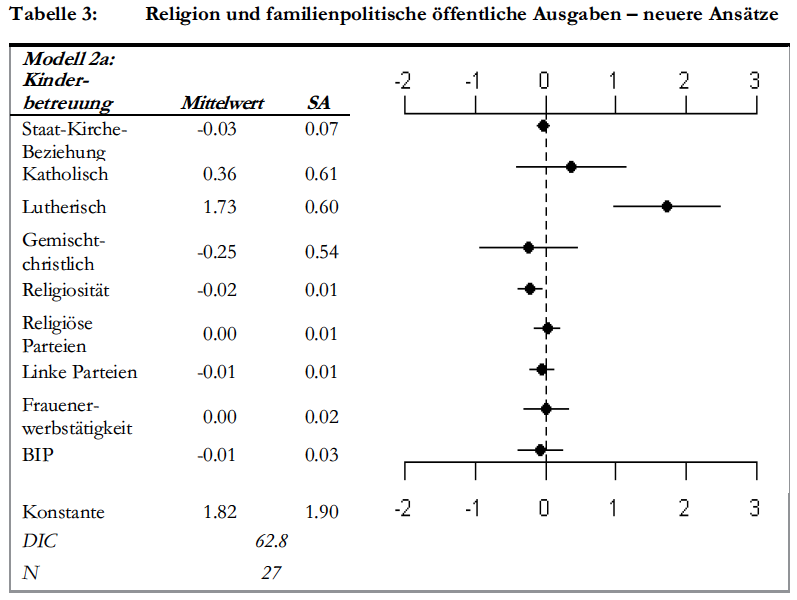 Tabelle 3: Religion und familienpolitische öffentliche Ausgaben – neuere Ansätze
Modell 2a:
Kinder-
betreuung Mittelwert SA
-2 -1 0 1 2 3
Staat-Kirche- -0.03 0.07
Beziehung
Katholisch 0.36 0.61
Lutherisch 1.73 0.60
Gemischt-
christlich -0.25 0.54
Religiosität -0.02 0.01
Religiöse
Parteien 0.00 0.01
Linke Parteien -0.01 0.01
Frauener-
werbstätigkeit 0.00 0.02
BIP -0.01 0.03
Konstante 1.82 1.90
-2 -1 0 1 2 3
DIC 62.8
N 27